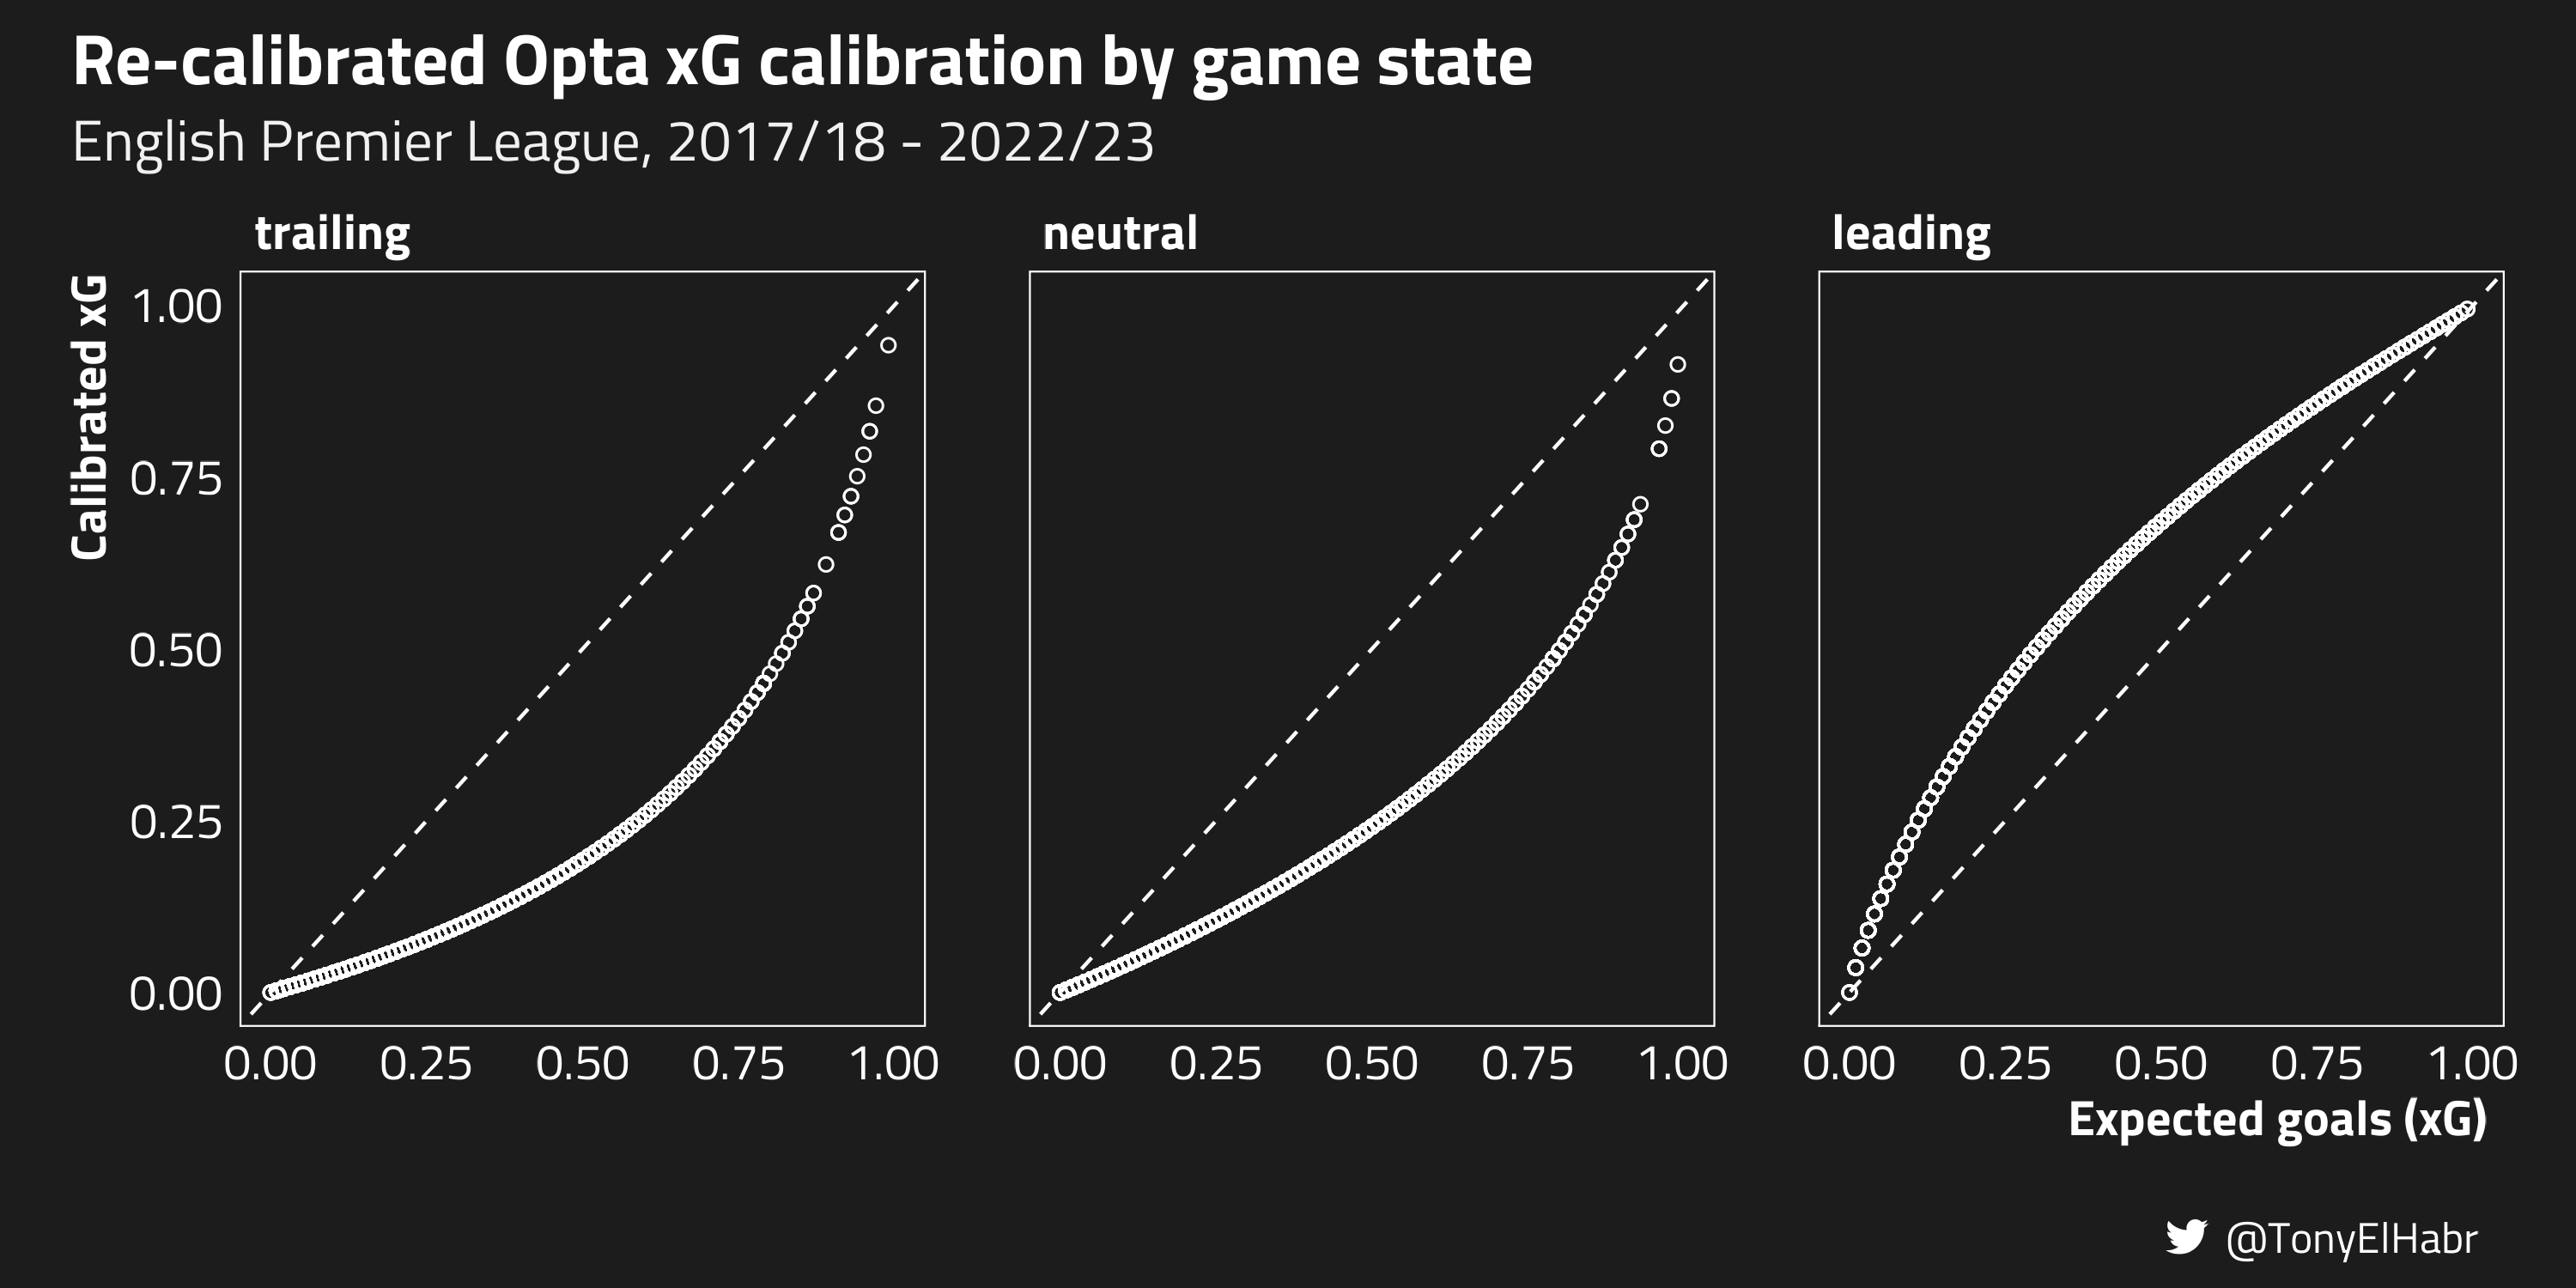 Re-calibrated Opta xG calibration by game state
English Premier League, 2017/18 - 2022/23
trailing
neutral
leading
Calibrated xG
1.00
0.75
0.50
0.25
0.00
0.00 0.25 0.50 0.75 1.00
0.00 0.25 0.50 0.75 1.00
0.00 0.25 0.50 0.75 1.00
Expected goals (xG)
@TonyElHabr